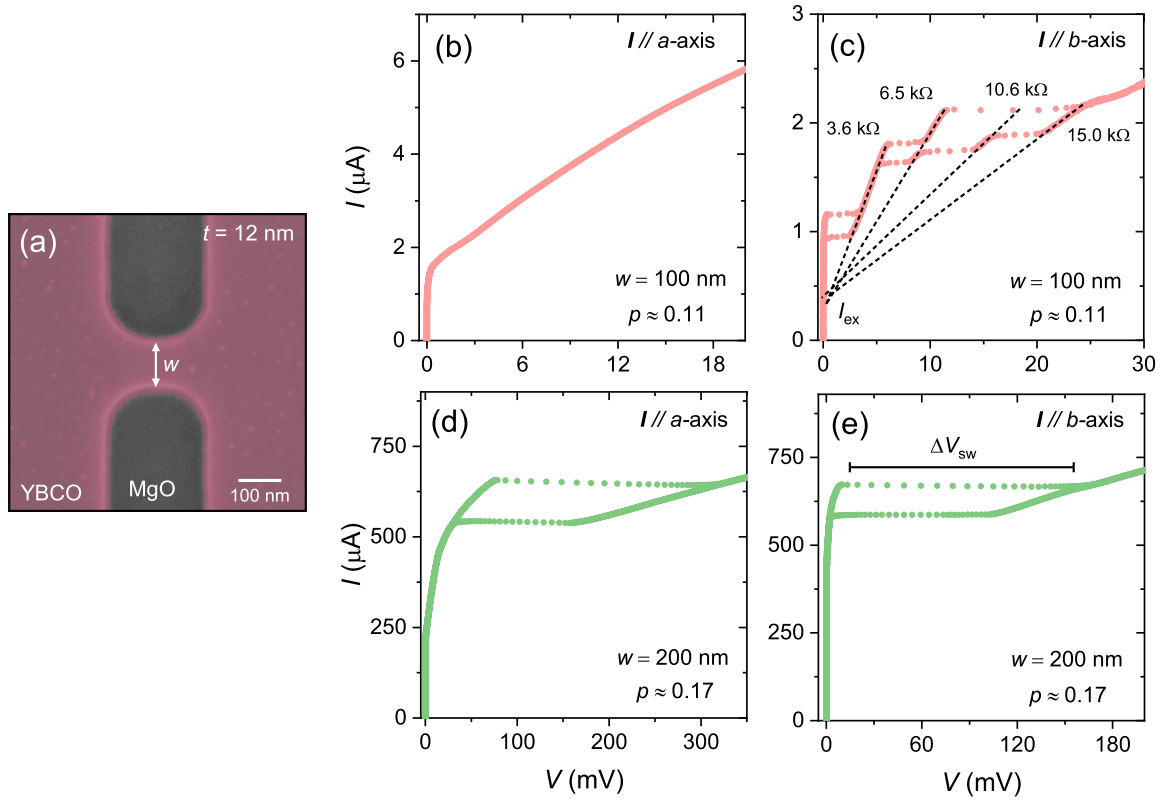 (a)
t = 12 nm
w
YBCO
MgO
100 nm
(b)
I // a-axis
6
4
2
0
0
6
12
18
I (μA)
w = 100 nm
p ≈ 0.11
(c)
I // b-axis
3
2
1
0
0
10
20
30
3.6 kΩ
6.5 kΩ
10.6 kΩ
15.0 kΩ
Iex
w = 100 nm
p ≈ 0.11
(d)
I // a-axis
750
500
250
0
0
100
200
300
I (μA)
V (mV)
w = 200 nm
p ≈ 0.17
(e)
I // b-axis
ΔVsw
750
500
250
0
0
60
120
180
V (mV)
w = 200 nm
p ≈ 0.17